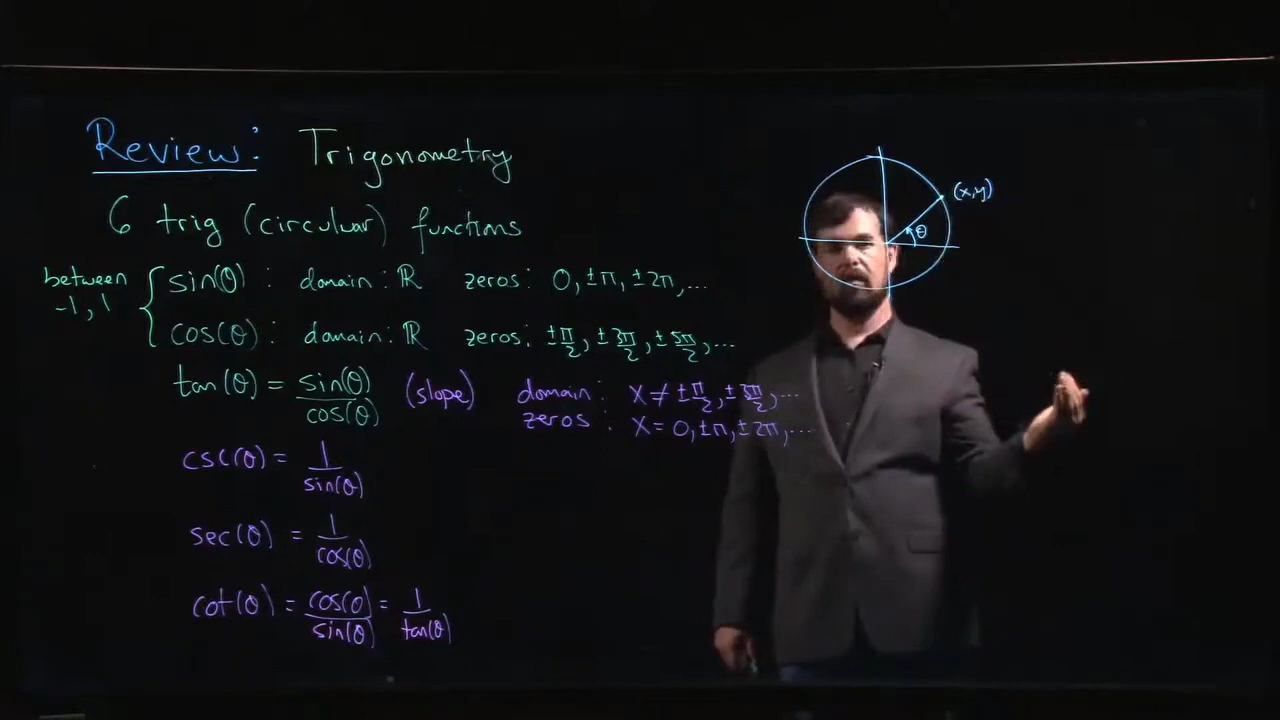 Review: Trigonometry
6 trig (circular) functions
between -1, 1
sin(θ) : domain: ℝ zeros: 0, ±π, ±2π, ...
cos(θ) : domain: ℝ zeros: ±π/2, ±3π/2, ±5π/2, ...
tan(θ) = sin(θ)/cos(θ) (slope) domain: x ≠ ±π/2, ±3π/2, ...
zeros: x = 0, ±π, ±2π, ...
csc(θ) = 1/sin(θ)
sec(θ) = 1/cos(θ)
cot(θ) = cos(θ)/sin(θ) = 1/tan(θ)
(x,y)
θ